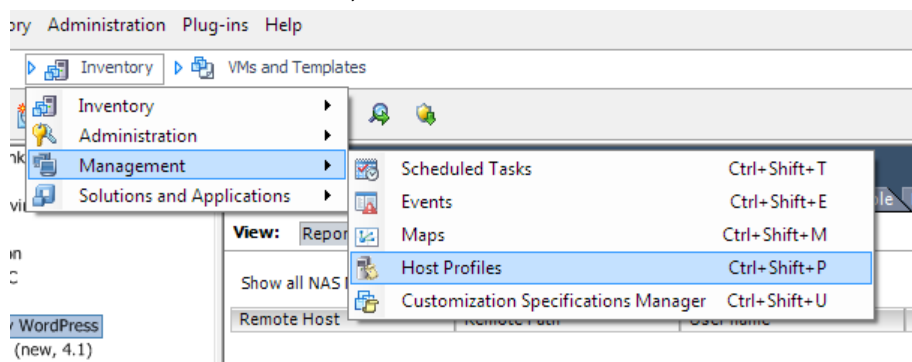 Administration Plug-ins Help
Inventory VMs and Templates
Inventory
Administration
Management
Solutions and Applications
Scheduled Tasks Ctrl+Shift+T
Events Ctrl+Shift+E
Maps Ctrl+Shift+M
Host Profiles Ctrl+Shift+P
Customization Specifications Manager Ctrl+Shift+U
View: Repor
Show all NAS
Remote Host
WordPress
(new, 4.1)